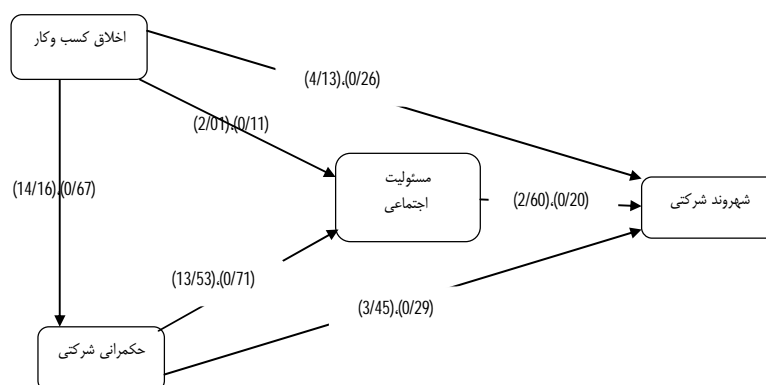 اخلاق کسب وکار
(4/13)،(0/26)
(2/01)،(0/11)
مسئولیت
اجتماعی
(14/16)،(0/67)
(2/60)،(0/20)
شهروند شرکتی
(13/53)،(0/71)
(3/45)،(0/29)
حکمرانی شرکتی